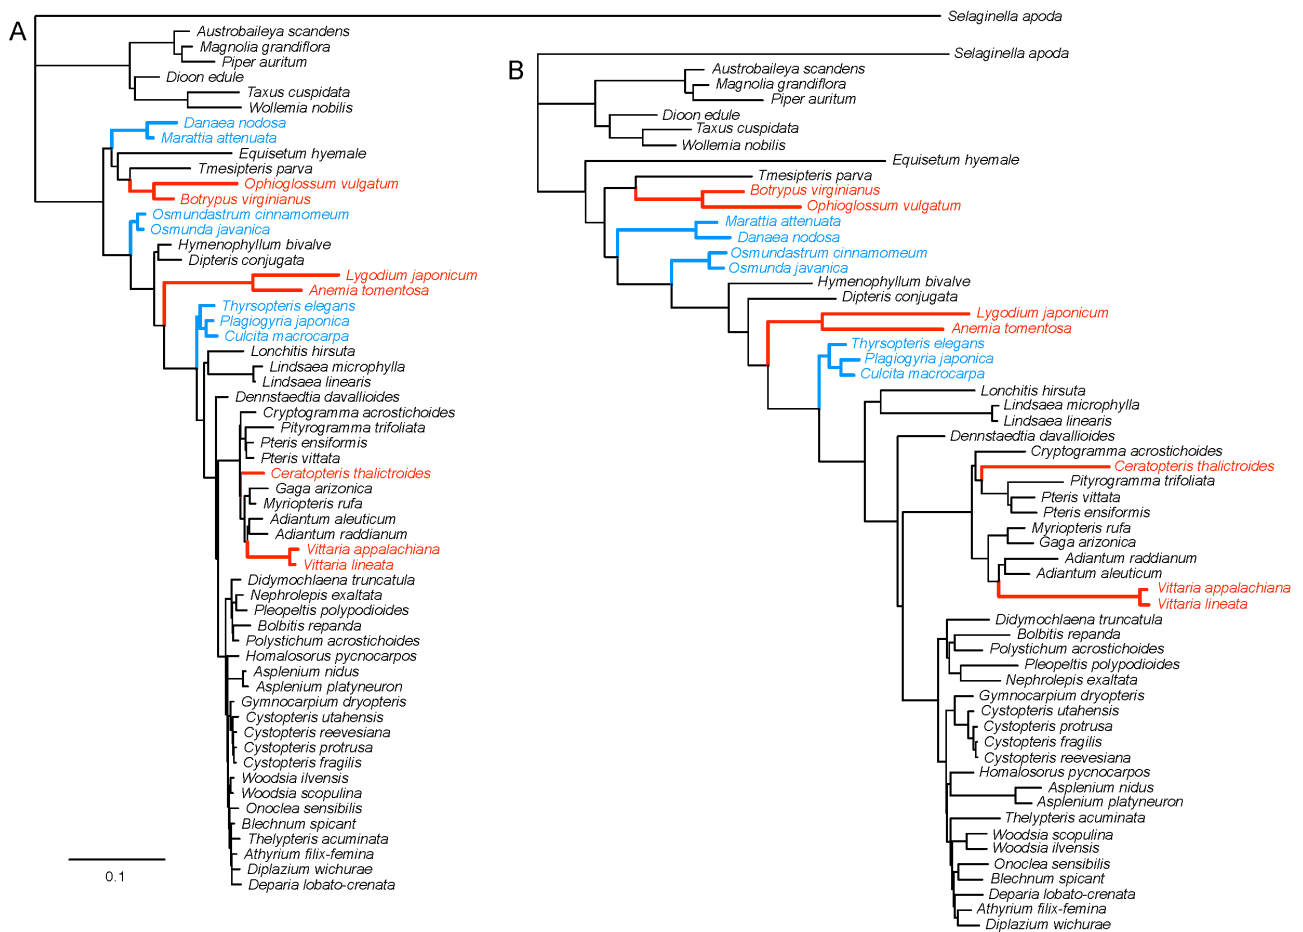 A
Selaginella apoda
Austrobaileya scandens
Magnolia grandiflora
Piper auritum
Dioon edule
Taxus cuspidata
Wollemia nobilis
Danaea nodosa
Marattia attenuata
Equisetum hyemale
Tmesipteris parva
Ophioglossum vulgatum
Botrypus virginianus
Osmundastrum cinnamomeum
Osmunda javanica
Hymenophyllum bivalve
Dipteris conjugata
Lygodium japonicum
Anemia tomentosa
Thyrsopteris elegans
Plagiogyria japonica
Culcita macrocarpa
Lonchitis hirsuta
Lindsaea microphylla
Lindsaea linearis
Dennstaedtia davallioides
Cryptogramma acrostichoides
Pityrogramma trifoliata
Pteris ensiformis
Pteris vittata
Ceratopteris thalictroides
Gaga arizonica
Myriopteris rufa
Adiantum aleuticum
Adiantum raddianum
Vittaria appalachiana
Vittaria lineata
Didymochlaena truncatula
Nephrolepis exaltata
Pleopeltis polypodioides
Bolbitis repanda
Polystichum acrostichoides
Homalosorus pycnocarpos
Asplenium nidus
Asplenium platyneuron
Gymnocarpium dryopteris
Cystopteris utahensis
Cystopteris reevesiana
Cystopteris protrusa
Cystopteris fragilis
Woodsia ilvensis
Woodsia scopulina
Onoclea sensibilis
Blechnum spicant
Thelypteris acuminata
Athyrium filix-femina
Diplazium wichurae
Deparia lobato-crenata
0.1
B
Selaginella apoda
Austrobaileya scandens
Magnolia grandiflora
Piper auritum
Dioon edule
Taxus cuspidata
Wollemia nobilis
Equisetum hyemale
Tmesipteris parva
Botrypus virginianus
Ophioglossum vulgatum
Marattia attenuata
Danaea nodosa
Osmundastrum cinnamomeum
Osmunda javanica
Hymenophyllum bivalve
Dipteris conjugata
Lygodium japonicum
Anemia tomentosa
Thyrsopteris elegans
Plagiogyria japonica
Culcita macrocarpa
Lonchitis hirsuta
Lindsaea microphylla
Lindsaea linearis
Dennstaedtia davallioides
Cryptogramma acrostichoides
Ceratopteris thalictroides
Pityrogramma trifoliata
Pteris vittata
Pteris ensiformis
Myriopteris rufa
Gaga arizonica
Adiantum raddianum
Adiantum aleuticum
Vittaria appalachiana
Vittaria lineata
Didymochlaena truncatula
Bolbitis repanda
Polystichum acrostichoides
Pleopeltis polypodioides
Nephrolepis exaltata
Gymnocarpium dryopteris
Cystopteris utahensis
Cystopteris protrusa
Cystopteris fragilis
Cystopteris reevesiana
Homalosorus pycnocarpos
Asplenium nidus
Asplenium platyneuron
Thelypteris acuminata
Woodsia scopulina
Woodsia ilvensis
Onoclea sensibilis
Blechnum spicant
Deparia lobato-crenata
Athyrium filix-femina
Diplazium wichurae